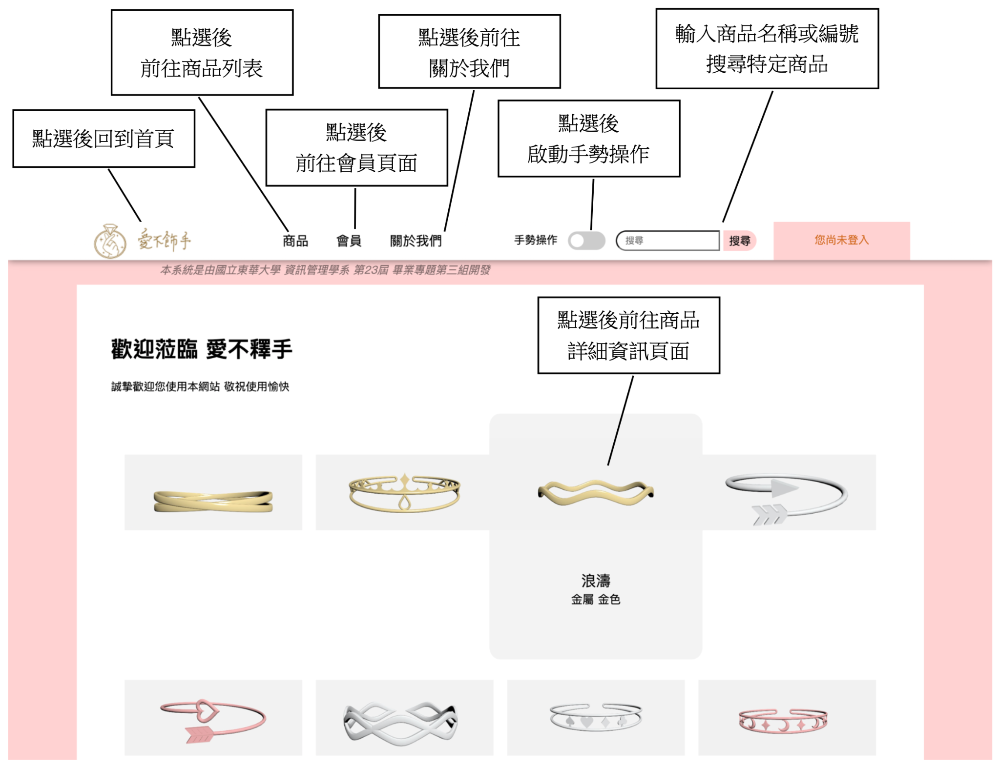 點選後
前往商品列表
點選後前往
關於我們
輸入商品名稱或編號
搜尋特定商品
點選後回到首頁
點選後
前往會員頁面
點選後
啟動手勢操作
愛不飾手
商品
會員
關於我們
手勢操作
搜尋
搜尋
您尚未登入
本系統是由國立東華大學 資訊管理學系 第23屆 畢業專題第三組開發
點選後前往商品
詳細資訊頁面
歡迎蒞臨 愛不釋手
誠摯歡迎您使用本網站 敬祝使用愉快
浪濤
金屬 金色